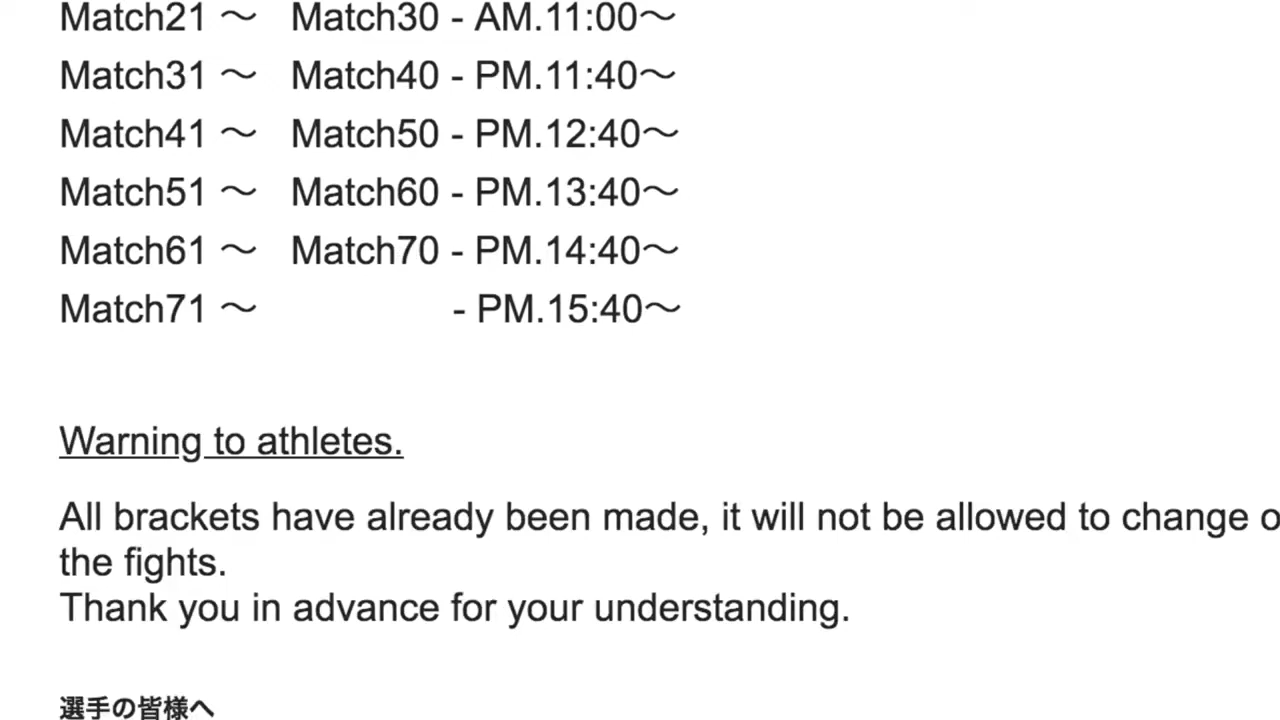 Match21 ～ Match30 - AM.11:00～
Match31 ～ Match40 - PM.11:40～
Match41 ～ Match50 - PM.12:40～
Match51 ～ Match60 - PM.13:40～
Match61 ～ Match70 - PM.14:40～
Match71 ～ - PM.15:40～
Warning to athletes.
All brackets have already been made, it will not be allowed to change
the fights.
Thank you in advance for your understanding.
選手の皆様へ